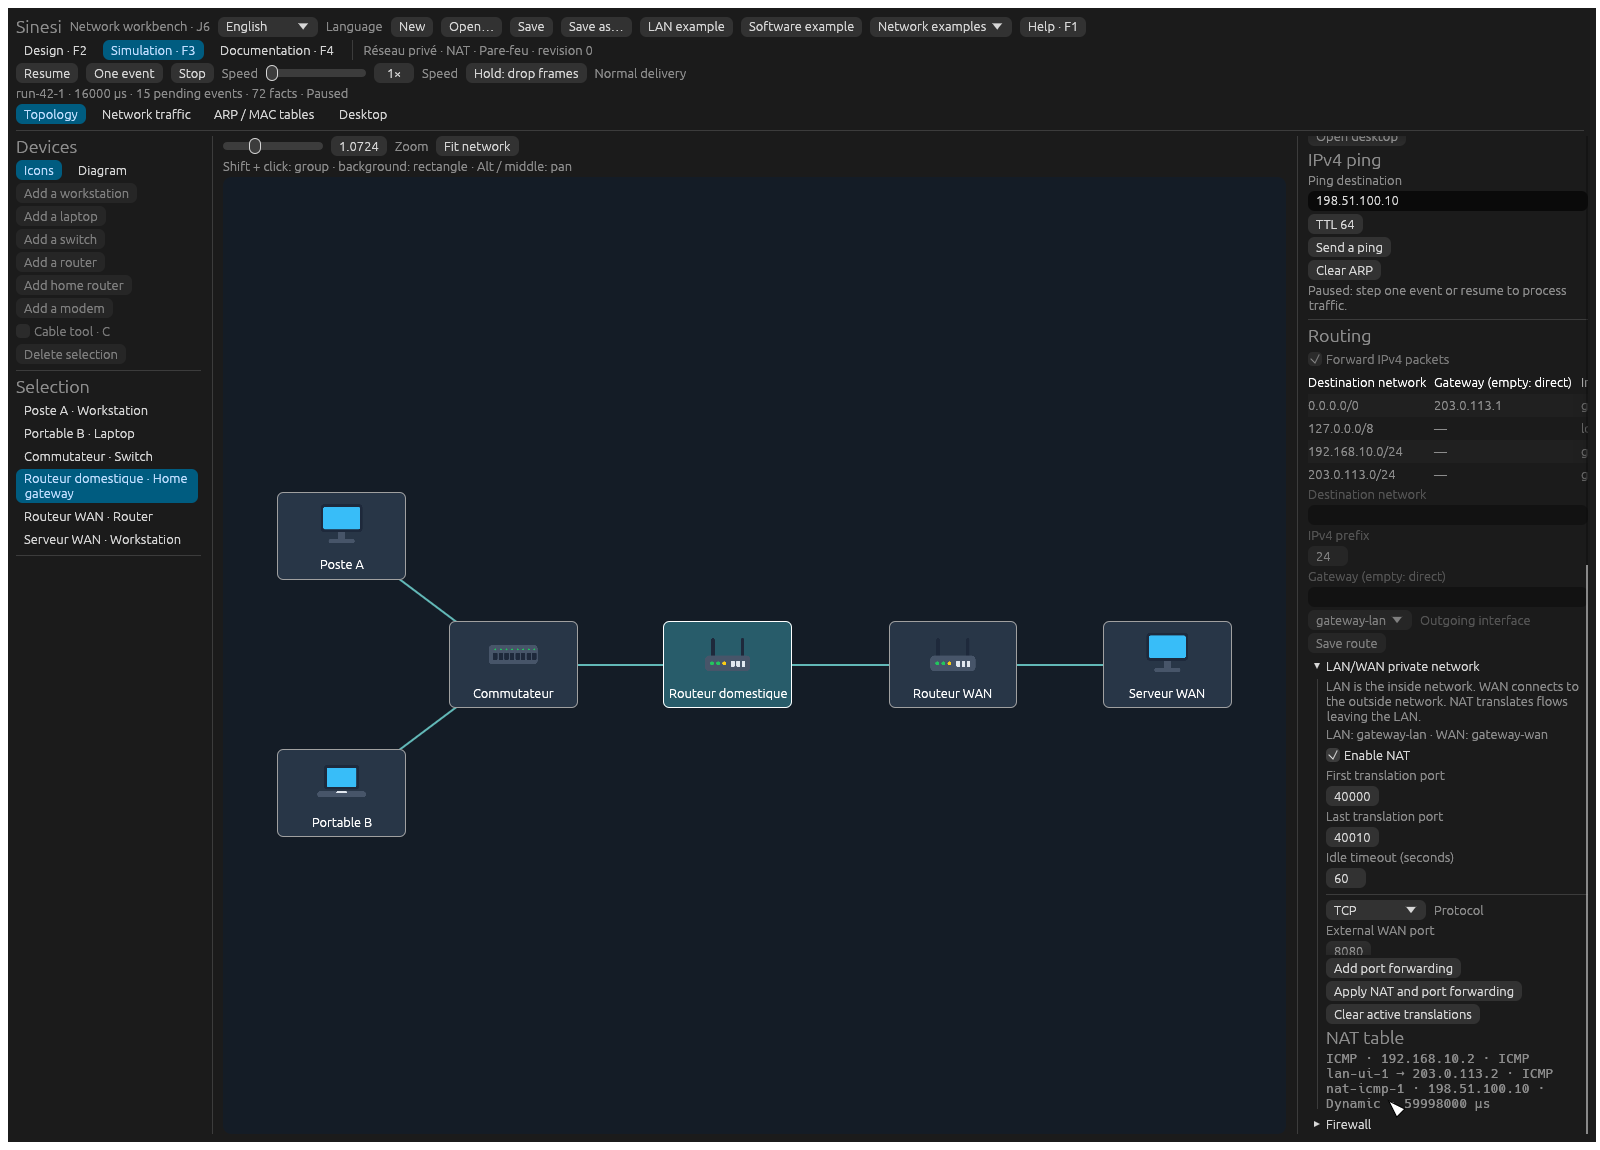 Sinesi Network workbench · J6 English Language New Open... Save Save as... LAN example Software example Network examples Help · F1
Design · F2 Simulation · F3 Documentation · F4 Réseau privé · NAT · Pare-feu · revision 0
Resume One event Stop Speed 1× Speed Hold: drop frames Normal delivery
run-42-1 · 16000 µs · 15 pending events · 72 facts · Paused
Topology Network traffic ARP / MAC tables Desktop
Devices
Icons Diagram
Add a workstation
Add a laptop
Add a switch
Add a router
Add home router
Add a modem
Cable tool · C
Delete selection
Selection
Poste A · Workstation
Portable B · Laptop
Commutateur · Switch
Routeur domestique · Home
gateway
Routeur WAN · Router
Serveur WAN · Workstation
1.0724 Zoom Fit network
Shift + click: group · background: rectangle · Alt / middle: pan
Poste A
Commutateur
Routeur domestique
Routeur WAN
Serveur WAN
Portable B
Open desktop
IPv4 ping
Ping destination
198.51.100.10
TTL 64
Send a ping
Clear ARP
Paused: step one event or resume to process
traffic.
Routing
Forward IPv4 packets
Destination network Gateway (empty: direct)
0.0.0.0/0 203.0.113.1
127.0.0.0/8 —
192.168.10.0/24 —
203.0.113.0/24 —
Destination network
IPv4 prefix
24
Gateway (empty: direct)
gateway-lan Outgoing interface
Save route
LAN/WAN private network
LAN is the inside network. WAN connects to
the outside network. NAT translates flows
leaving the LAN.
LAN: gateway-lan · WAN: gateway-wan
Enable NAT
First translation port
40000
Last translation port
40010
Idle timeout (seconds)
60
TCP Protocol
External WAN port
8080
Add port forwarding
Apply NAT and port forwarding
Clear active translations
NAT table
ICMP · 192.168.10.2 · ICMP
lan-ui-1 → 203.0.113.2 · ICMP
nat-icmp-1 · 198.51.100.10 ·
Dynamic 59998000 µs
Firewall